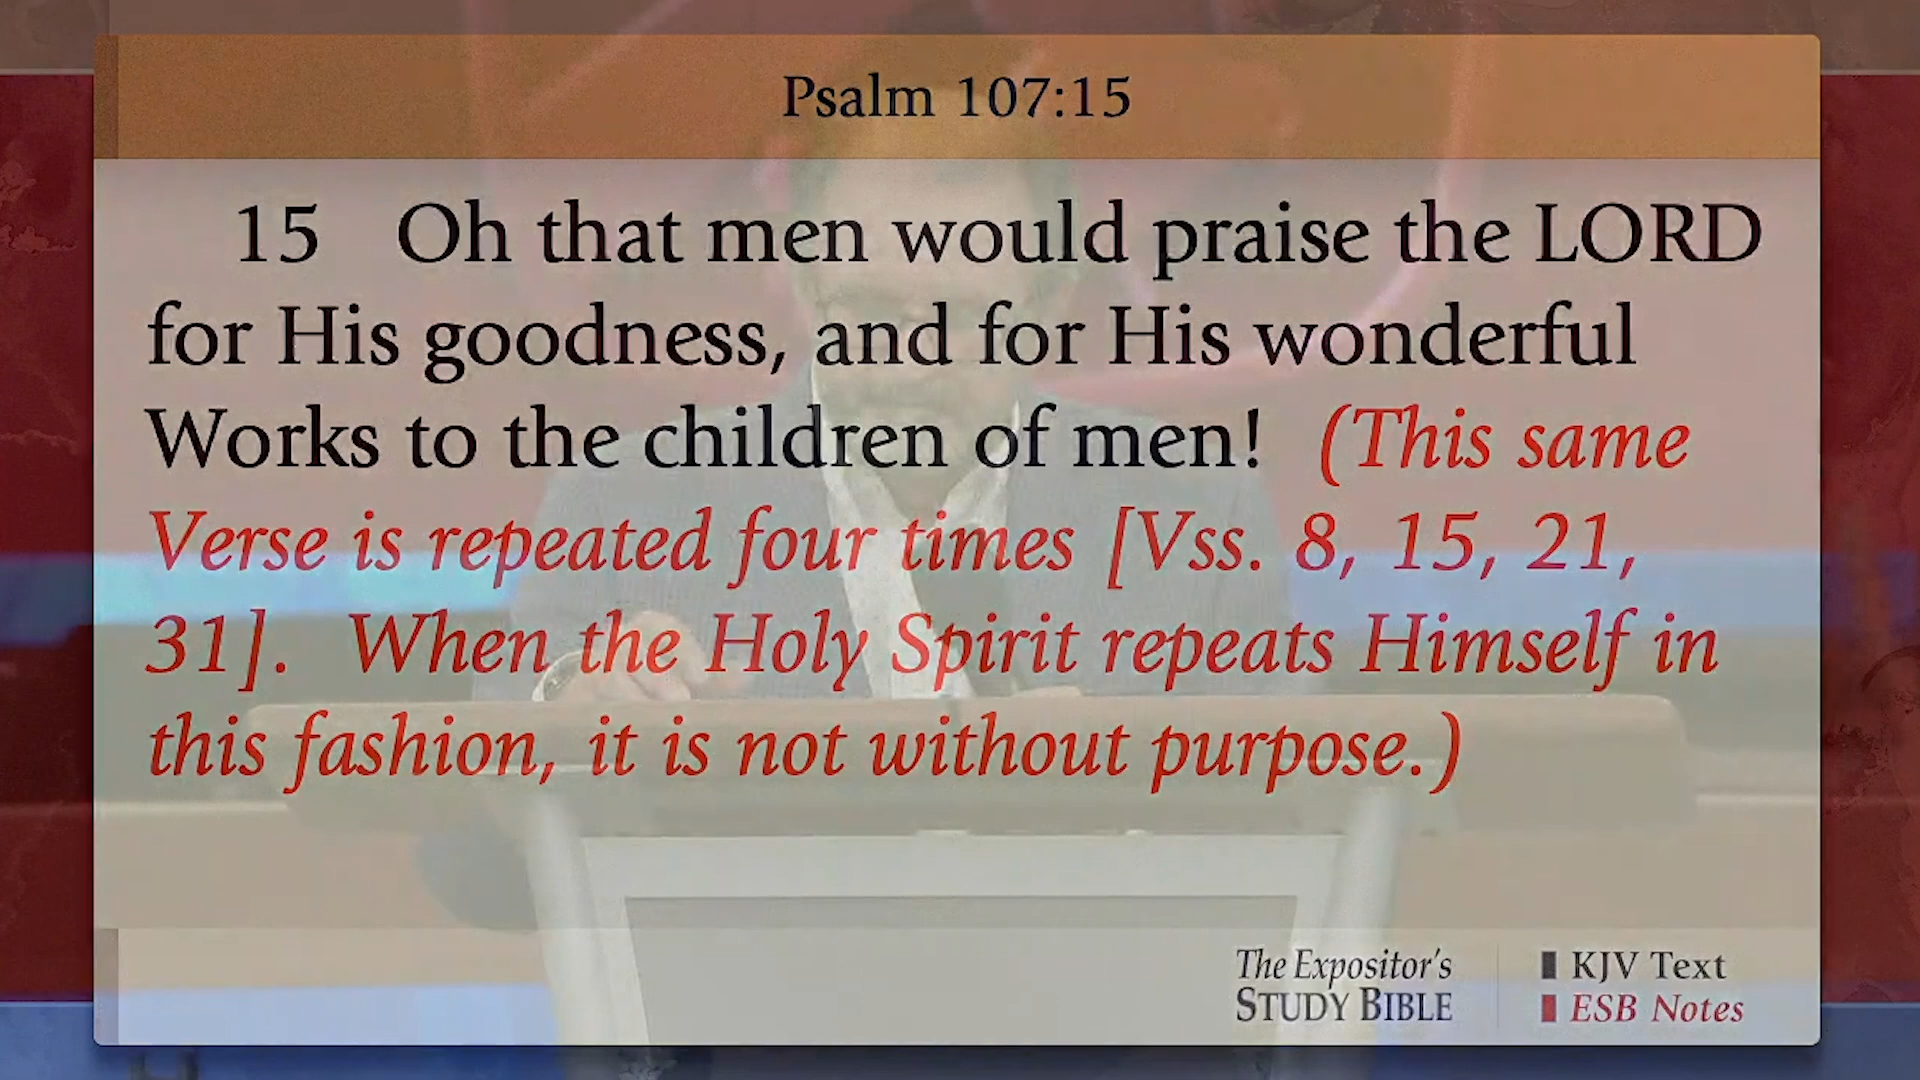 Psalm 107:15
15 Oh that men would praise the LORD
for His goodness, and for His wonderful
Works to the children of men! (This same
Verse is repeated four times [Vss. 8, 15, 21,
31]. When the Holy Spirit repeats Himself in
this fashion, it is not without purpose.)
The Expositor's
STUDY BIBLE
KJV Text
ESB Notes